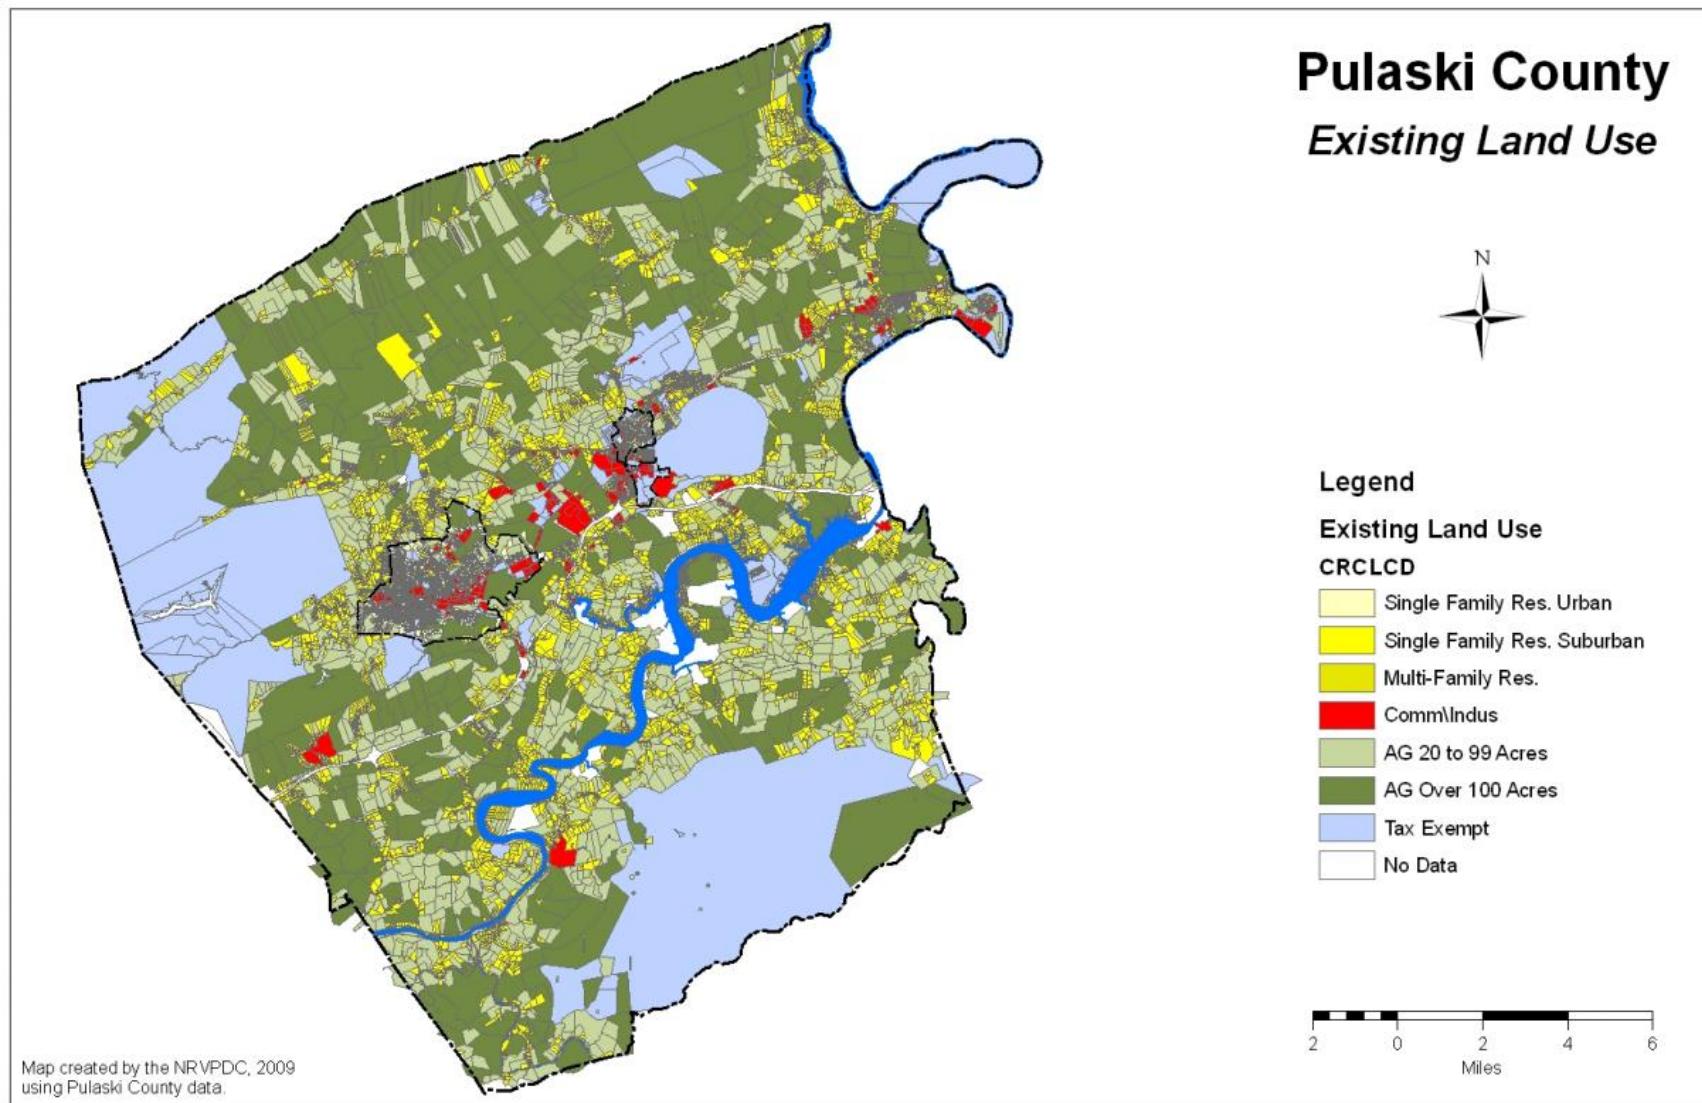 Pulaski County
Existing Land Use
N
Legend
Existing Land Use
CRCLCD
Single Family Res. Urban
Single Family Res. Suburban
Multi-Family Res.
Comm\Indus
AG 20 to 99 Acres
AG Over 100 Acres
Tax Exempt
No Data
2 0 2 4 6
Miles
Map created by the NRVPDC, 2009
using Pulaski County data.